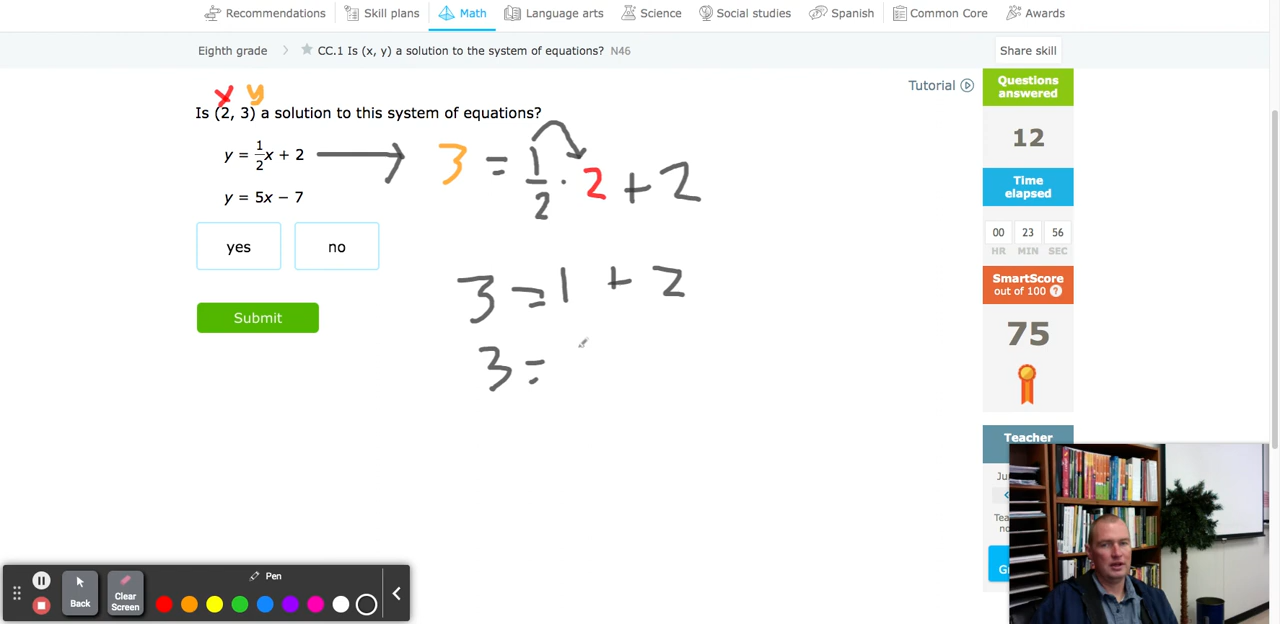 Recommendations Skill plans Math Language arts Science Social studies Spanish Common Core Awards
Eighth grade > CC.1 Is (x, y) a solution to the system of equations? N46
Share skill
Tutorial
x y
Is (2, 3) a solution to this system of equations?
y = 1/2 x + 2
3 = 1/2 · 2 + 2
y = 5x − 7
yes no
3 = 1 + 2
Submit
3 =
Questions
answered
12
Time
elapsed
00 23 56
HR MIN SEC
SmartScore
out of 100 ?
75
Teacher
Pen
Back
Clear
Screen